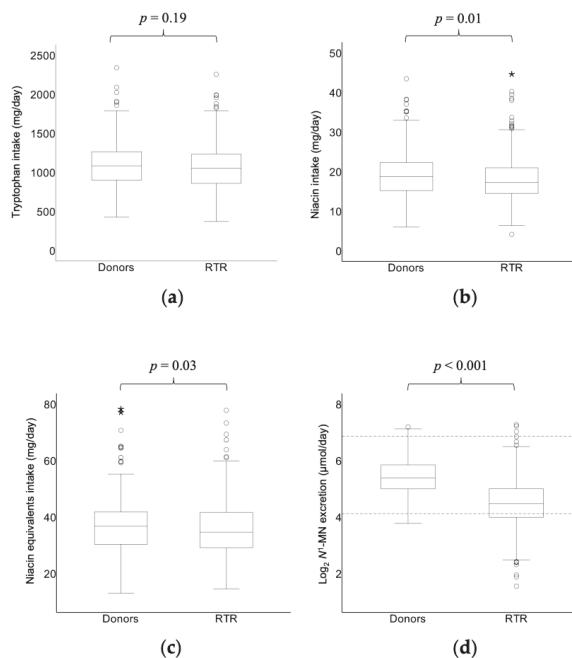 p = 0.19
Tryptophan intake (mg/day)
2500
2000
1500
1000
500
0
Donors RTR
(a)
p = 0.01
Niacin intake (mg/day)
50
40
30
20
10
0
Donors RTR
(b)
p = 0.03
Niacin equivalents intake (mg/day)
80
60
40
20
Donors RTR
(c)
p < 0.001
Log₂ N¹-MN excretion (μmol/day)
8
6
4
2
Donors RTR
(d)